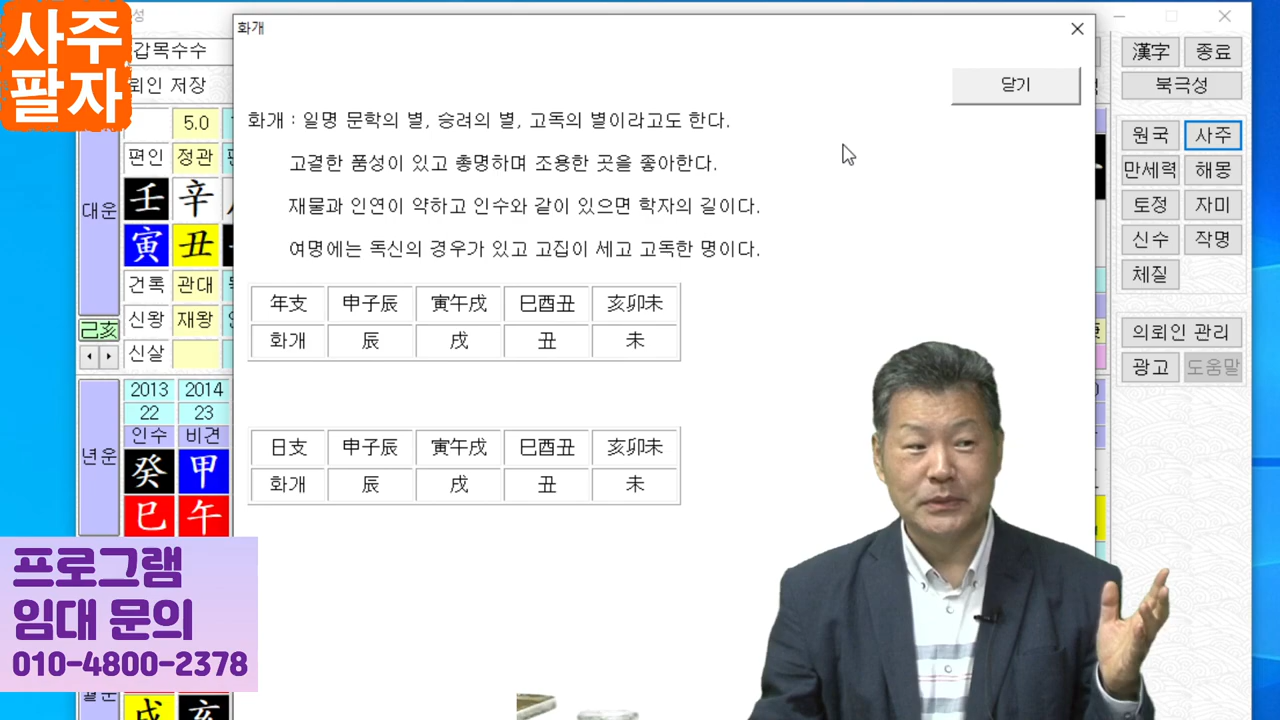 사주
팔자
성
화개
갑목수수
뢰인 저장
漢字 종료
북극성
닫기
화개 : 일명 문학의 별, 승려의 별, 고독의 별이라고도 한다.
고결한 품성이 있고 총명하며 조용한 곳을 좋아한다.
재물과 인연이 약하고 인수와 같이 있으면 학자의 길이다.
여명에는 독신의 경우가 있고 고집이 세고 고독한 명이다.
年支 申子辰 寅午戌 巳酉丑 亥卯未
화개 辰 戌 丑 未
日支 申子辰 寅午戌 巳酉丑 亥卯未
화개 辰 戌 丑 未
5.0
편인 정관
대운 壬 辛
寅 丑
건록 관대
신왕 재왕
己亥
신살
2013 2014
22 23
인수 비견
년운 癸 甲
巳 午
월운
戌 亥
원국 사주
만세력 해몽
토정 자미
신수 작명
체질
의뢰인 관리
광고 도움말
프로그램
임대 문의
010-4800-2378